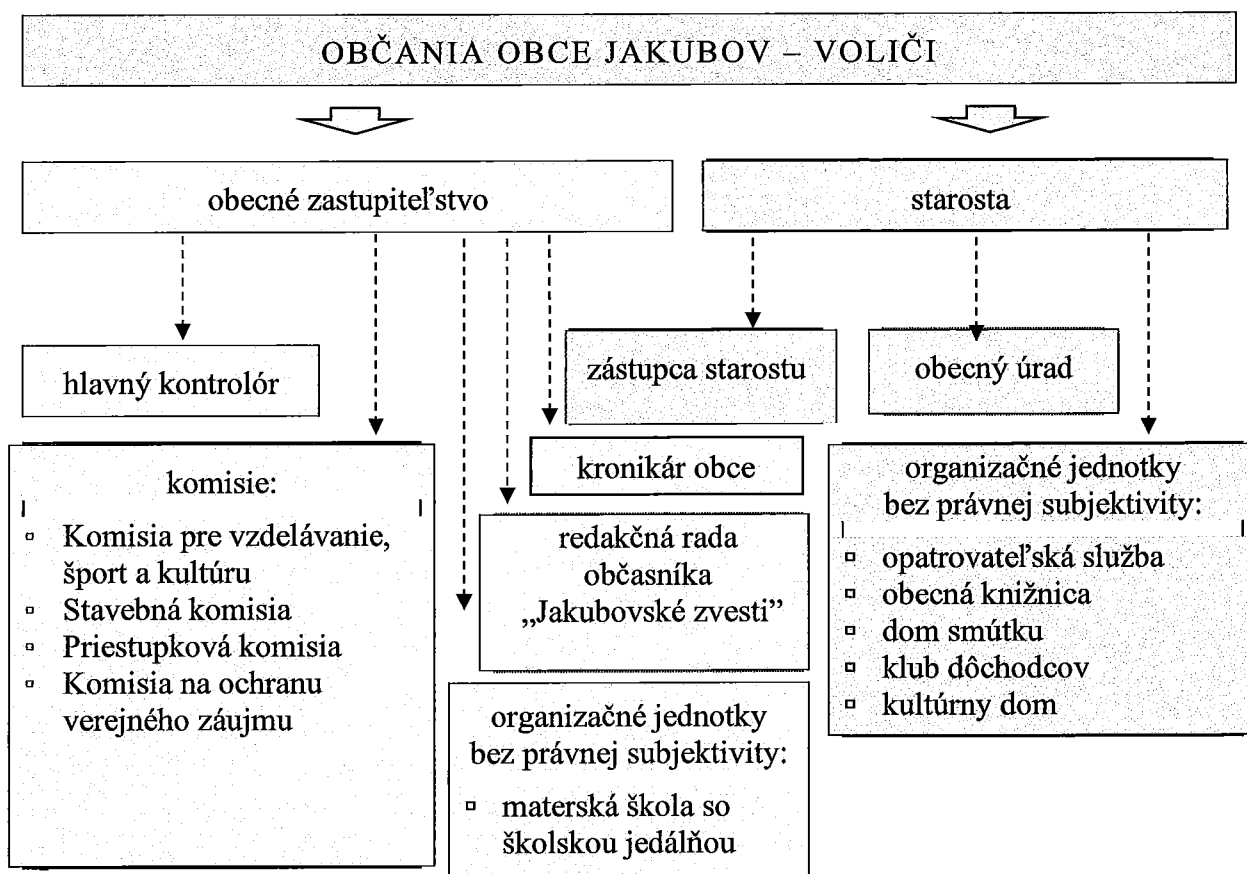 OBČANIA OBCE JAKUBOV – VOLIČI
obecné zastupiteľstvo
starosta
hlavný kontrolór
zástupca starostu
obecný úrad
kronikár obce
komisie:
▫ Komisia pre vzdelávanie,
šport a kultúru
▫ Stavebná komisia
▫ Priestupková komisia
▫ Komisia na ochranu
verejného záujmu
redakčná rada
občasníka
„Jakubovské zvesti”
organizačné jednotky
bez právnej subjektivity:
▫ materská škola so
školskou jedálňou
organizačné jednotky
bez právnej subjektivity:
▫ opatrovateľská služba
▫ obecná knižnica
▫ dom smútku
▫ klub dôchodcov
▫ kultúrny dom